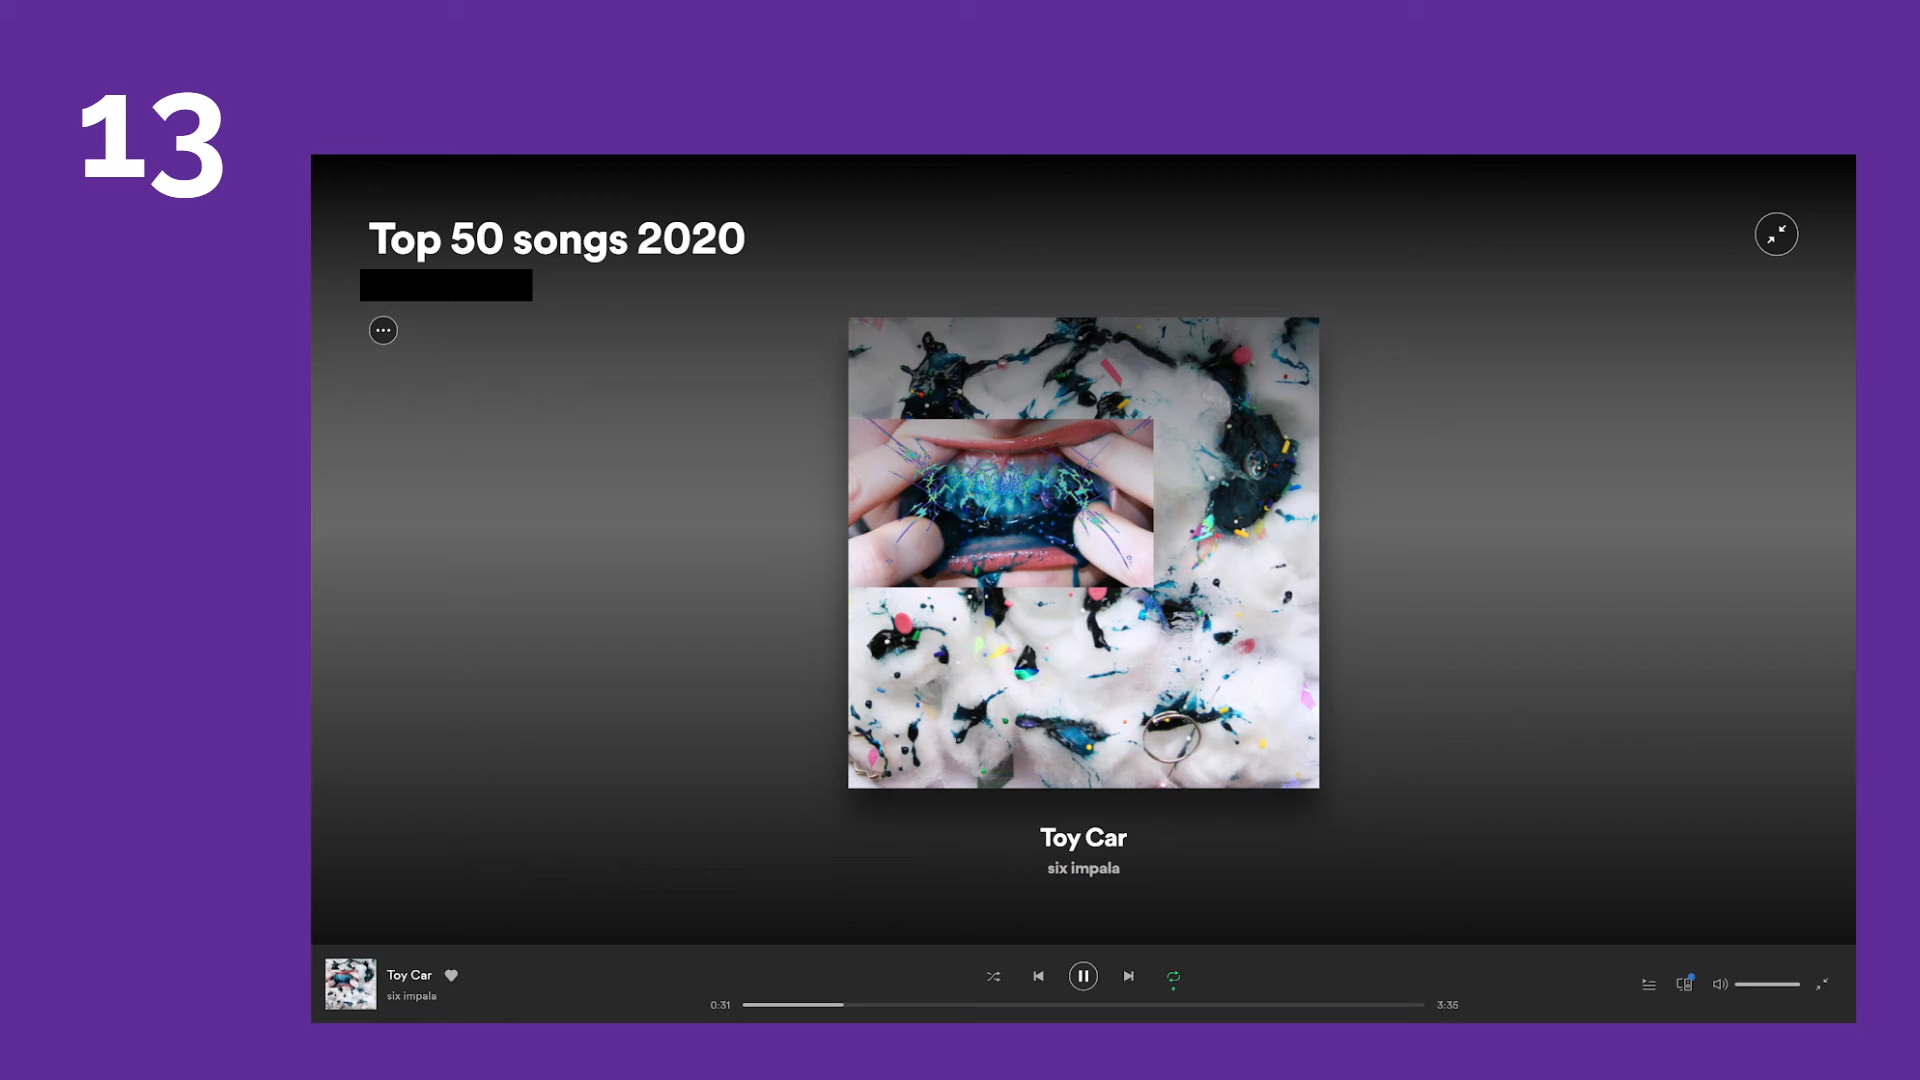 13
Top 50 songs 2020
Toy Car
six impala
Toy Car
six impala
0:31
3:35